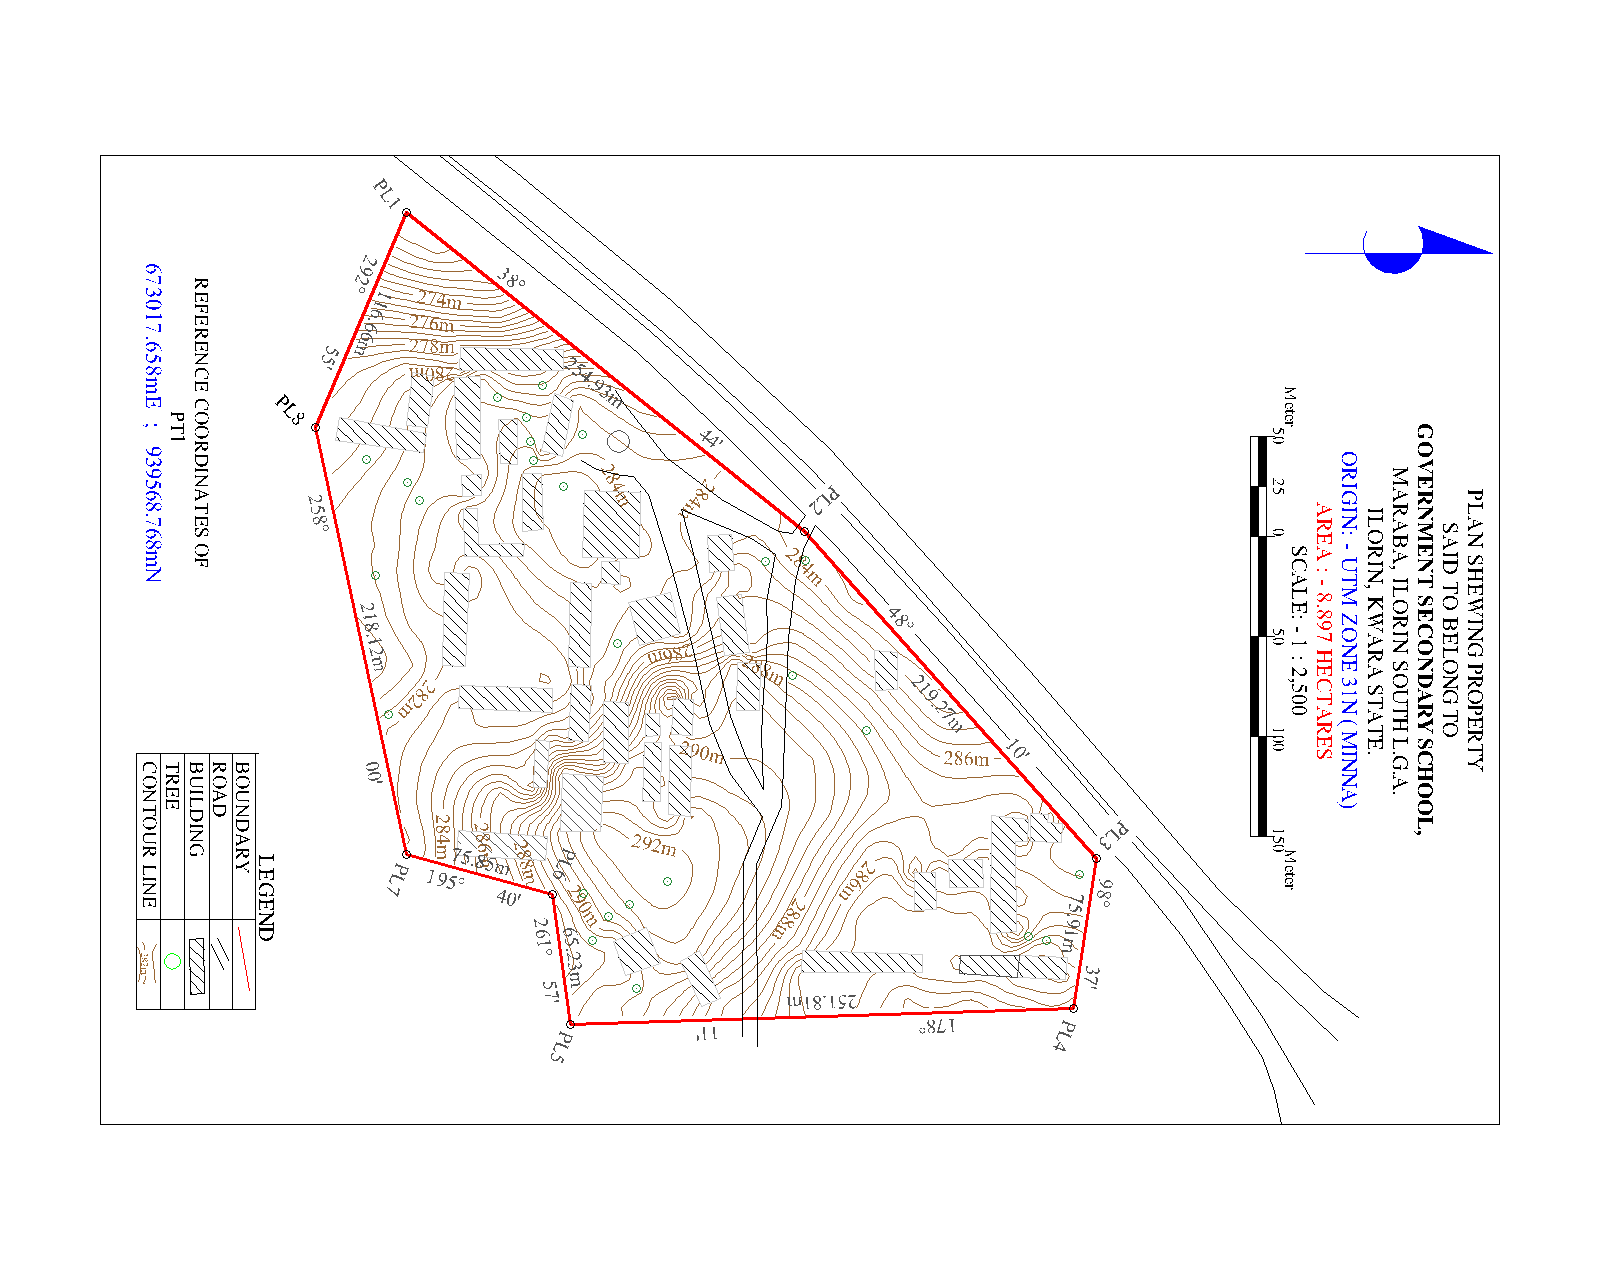 PLAN SHEWING PROPERTY
SAID TO BELONG TO
GOVERNMENT SECONDARY SCHOOL,
MARABA, ILORIN SOUTH L.G.A.
ILORIN, KWARA STATE.
ORIGIN: - UTM ZONE 31N ( MINNA)
AREA : - 8.897 HECTARES
SCALE: - 1 : 2,500
Meter 50 25 0 50 100 150 Meter
PL1
38°
254.93m
44'
PL2
48°
219.27m
10'
PL3
98°
75.91m
37'
PL4
178°
251.81m
11'
PL5
261°
65.23m
57'
PL6
195°
75.85m
40'
PL7
258°
218.12m
00'
PL8
292°
116.66m
55'
274m
276m
278m
280m
284m
284m
284m
286m
288m
290m
286m
282m
284m
286m
288m
290m
292m
288m
286m
REFERENCE COORDINATES OF
PT1
673017.658mE ; 939568.768mN
LEGEND
BOUNDARY
ROAD
BUILDING
TREE
CONTOUR LINE